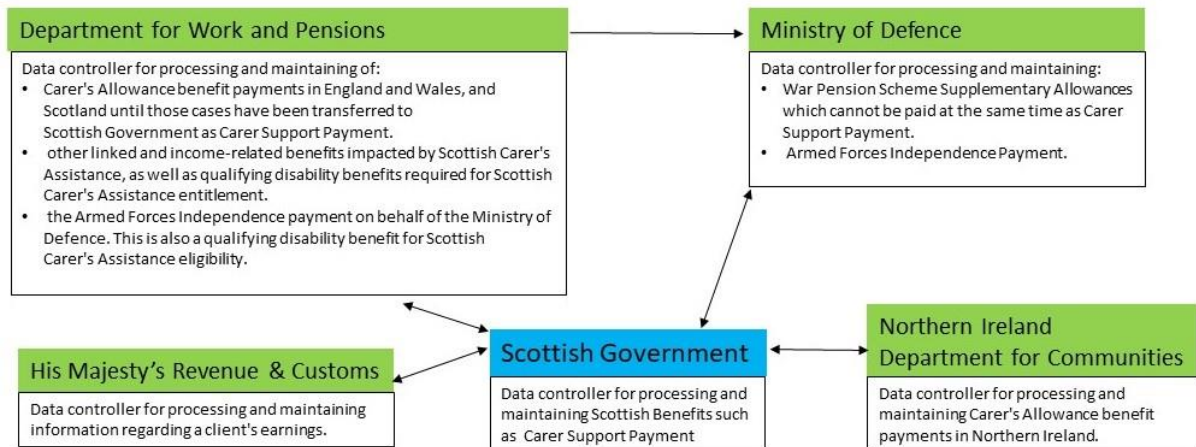 Department for Work and Pensions
Data controller for processing and maintaining of:
• Carer's Allowance benefit payments in England and Wales, and
Scotland until those cases have been transferred to
Scottish Government as Carer Support Payment.
• other linked and income-related benefits impacted by Scottish Carer's
Assistance, as well as qualifying disability benefits required for Scottish
Carer's Assistance entitlement.
• the Armed Forces Independence payment on behalf of the Ministry of
Defence. This is also a qualifying disability benefit for Scottish
Carer's Assistance eligibility.
Ministry of Defence
Data controller for processing and maintaining:
• War Pension Scheme Supplementary Allowances
which cannot be paid at the same time as Carer
Support Payment.
• Armed Forces Independence Payment.
His Majesty's Revenue & Customs
Data controller for processing and maintaining
information regarding a client's earnings.
Scottish Government
Data controller for processing and
maintaining Scottish Benefits such
as Carer Support Payment
Northern Ireland
Department for Communities
Data controller for processing and
maintaining Carer's Allowance benefit
payments in Northern Ireland.